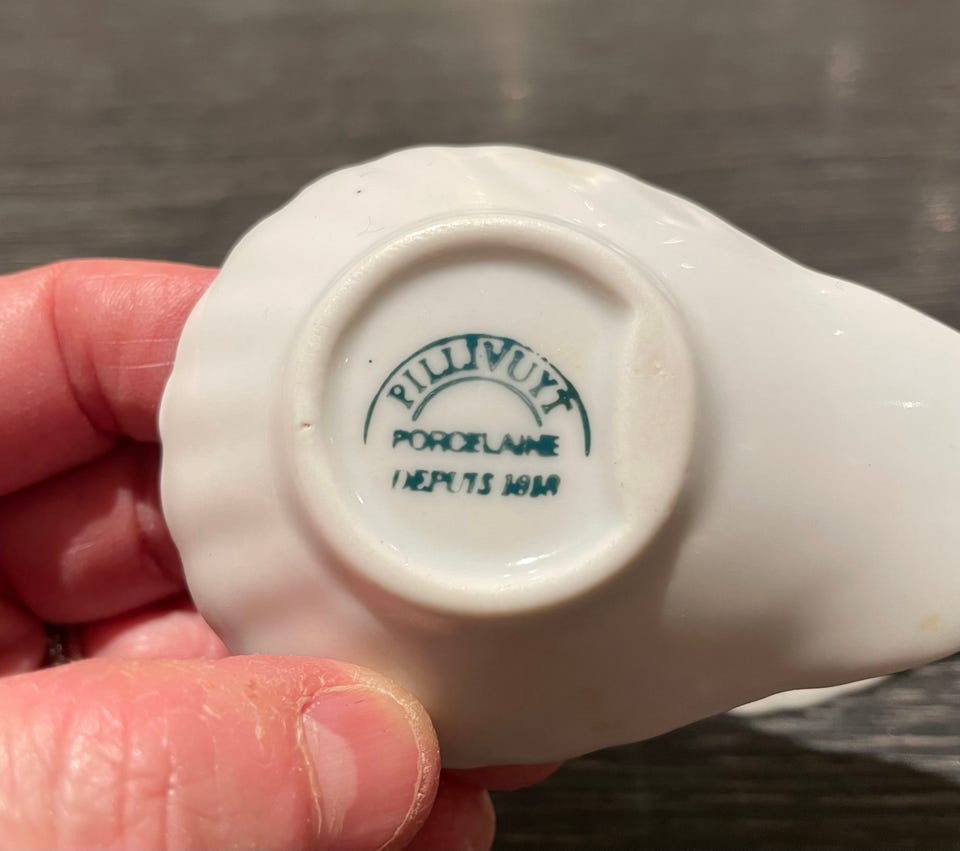 PILLIVUYT
PORCELAINE
DEPUIS 1818